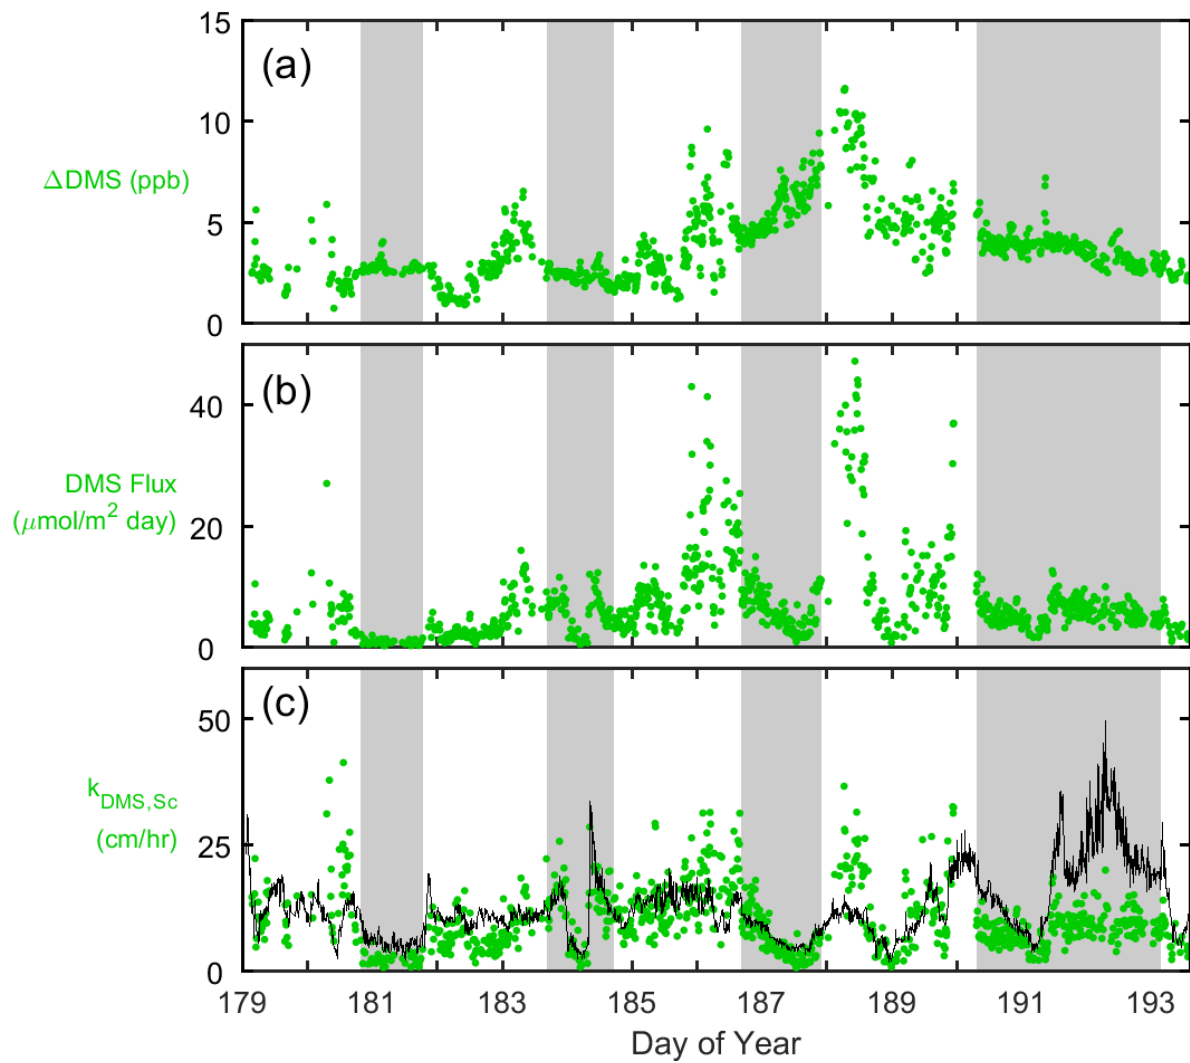 15
(a)
10
ΔDMS (ppb)
5
0
(b)
40
DMS Flux
(μmol/m² day)
20
0
(c)
50
k_DMS,Sc
(cm/hr)
25
0
179 181 183 185 187 189 191 193
Day of Year